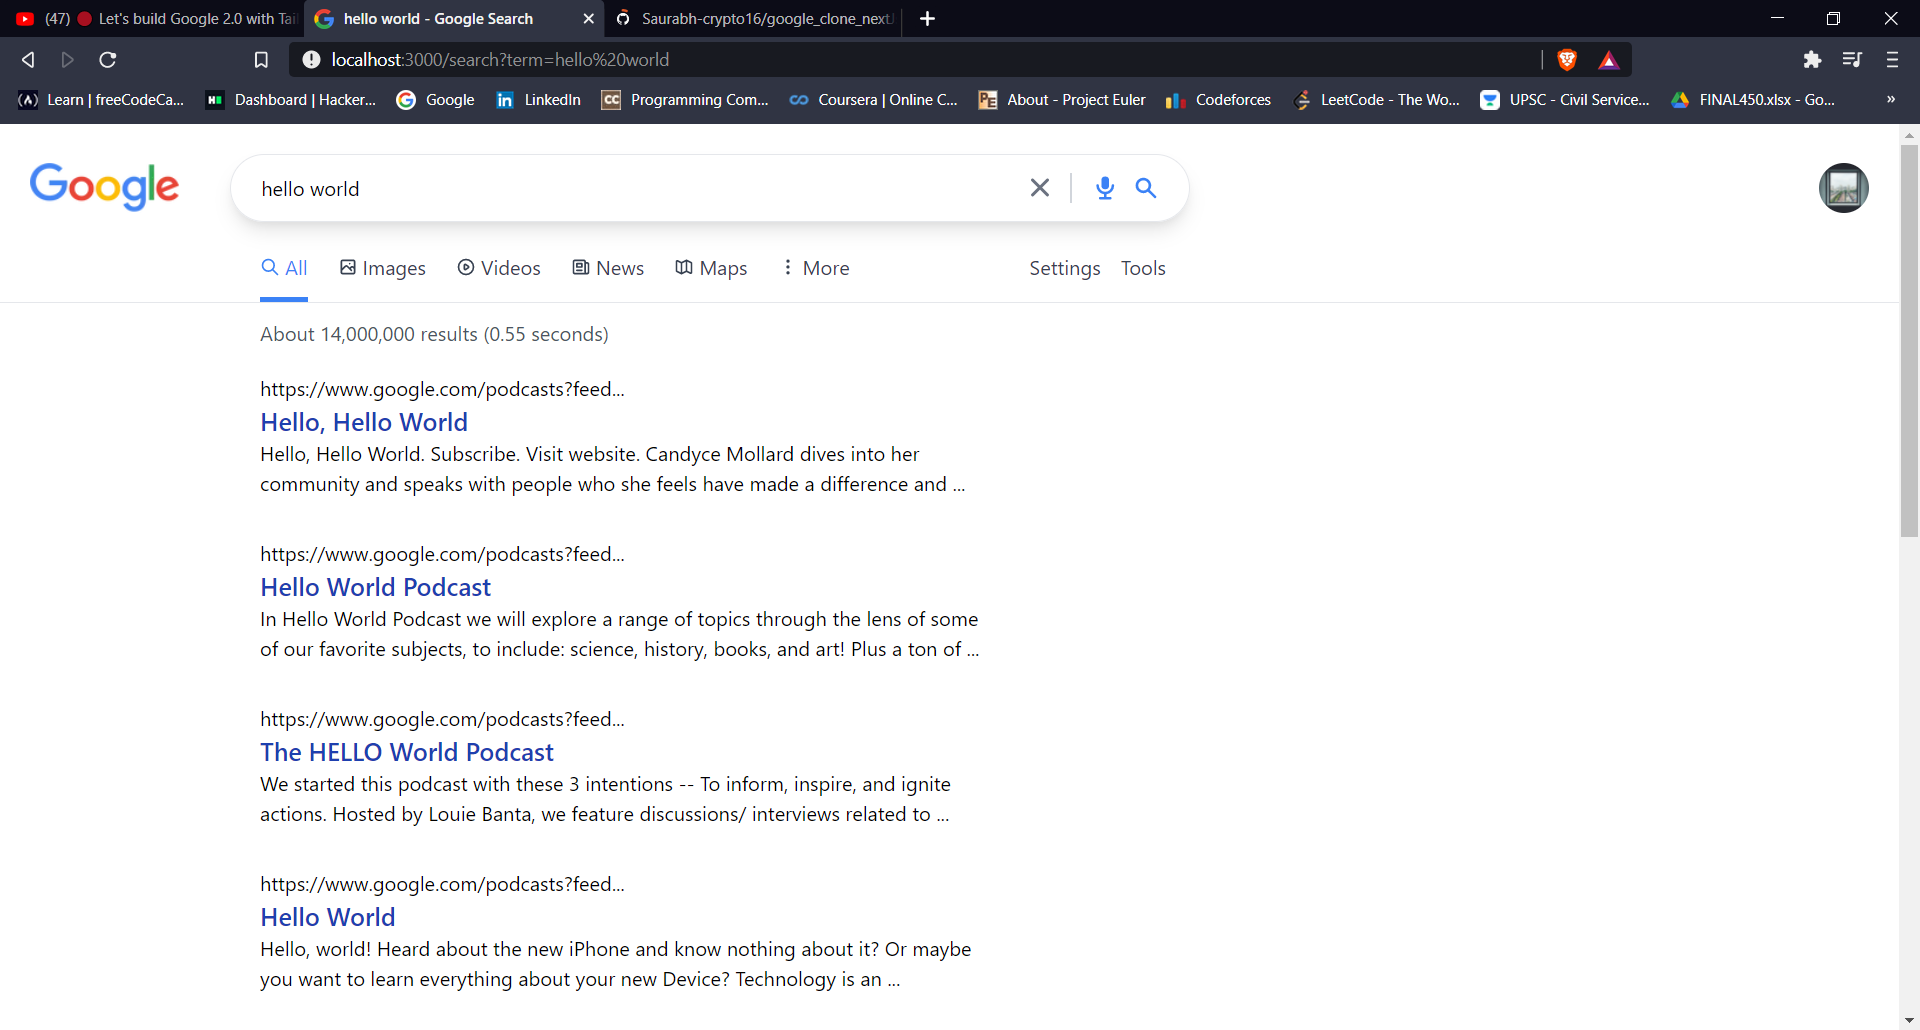 (47) Let's build Google 2.0 with Tail
hello world - Google Search
Saurabh-crypto16/google_clone_nextJ
localhost:3000/search?term=hello%20world
Learn | freeCodeCa...
Dashboard | Hacker...
Google
LinkedIn
Programming Com...
Coursera | Online C...
About - Project Euler
Codeforces
LeetCode - The Wo...
UPSC - Civil Service...
FINAL450.xlsx - Go...
»
Google
hello world
All Images Videos News Maps More Settings Tools
About 14,000,000 results (0.55 seconds)
https://www.google.com/podcasts?feed...
Hello, Hello World
Hello, Hello World. Subscribe. Visit website. Candyce Mollard dives into her
community and speaks with people who she feels have made a difference and ...
https://www.google.com/podcasts?feed...
Hello World Podcast
In Hello World Podcast we will explore a range of topics through the lens of some
of our favorite subjects, to include: science, history, books, and art! Plus a ton of ...
https://www.google.com/podcasts?feed...
The HELLO World Podcast
We started this podcast with these 3 intentions -- To inform, inspire, and ignite
actions. Hosted by Louie Banta, we feature discussions/ interviews related to ...
https://www.google.com/podcasts?feed...
Hello World
Hello, world! Heard about the new iPhone and know nothing about it? Or maybe
you want to learn everything about your new Device? Technology is an ...